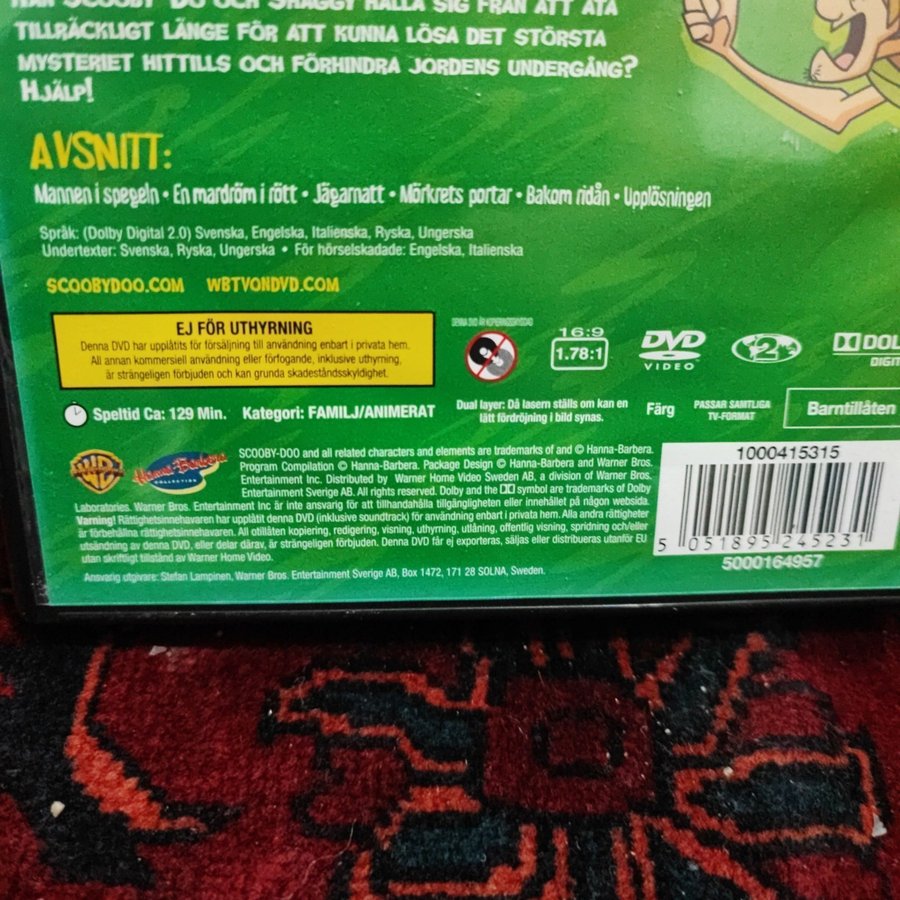 HÅLLA SIG FRÅN ATT ÄTA
TILLRÄCKLIGT LÄNGE FÖR ATT KUNNA LÖSA DET STÖRSTA
MYSTERIET HITTILLS OCH FÖRHINDRA JORDENS UNDERGÅNG?
HJÄLP!
AVSNITT:
Mannen i spegeln • En mardröm i rött • Jägarnatt • Mörkrets portar • Bakom ridån • Upplösningen
Språk: (Dolby Digital 2.0) Svenska, Engelska, Italienska, Ryska, Ungerska
Undertexter: Svenska, Ryska, Ungerska • För hörselskadade: Engelska, Italienska
SCOOBYDOO.COM WBTVONDVD.COM
EJ FÖR UTHYRNING
Denna DVD har upplåtits för försäljning till användning enbart i privata hem.
All annan kommersiell användning eller förfogande, inklusive uthyrning,
är strängeligen förbjuden och kan grunda skadeståndsskyldighet.
DENNA DVD ÄR KOPIERINGSSKYDDAD
16:9
1.78:1
DVD
VIDEO
2
DOL
DIGIT
Speltid Ca: 129 Min. Kategori: FAMILJ/ANIMERAT
Dual layer: Då lasern ställs om kan en
lätt fördröjning i bild synas.
Färg
PASSAR SAMTLIGA
TV-FORMAT
Barntillåten
WB
Hanna-Barbera
COLLECTION
SCOOBY-DOO and all related characters and elements are trademarks of and © Hanna-Barbera.
Program Compilation © Hanna-Barbera. Package Design © Hanna-Barbera and Warner Bros.
Entertainment Inc. Distributed by Warner Home Video Sweden AB, a division of Warner Bros.
Entertainment Sverige AB. All rights reserved. Dolby and the DD symbol are trademarks of Dolby
Laboratories. Warner Bros. Entertainment Inc är inte ansvarig för att tillhandahålla tillgängligheten eller innehållet på någon websida.
Varning! Rättighetsinnehavaren har upplåtit denna DVD (inklusive soundtrack) för användning enbart i privata hem. Alla andra rättigheter
är förbehållna rättighetsinnehavaren. All otillåten kopiering, redigering, visning, uthyrning, utlåning, offentlig visning, spridning och/eller
utsändning av denna DVD, eller delar därav, är strängeligen förbjuden. Denna DVD får ej exporteras, säljas eller distribueras utanför EU
utan skriftligt tillstånd av Warner Home Video.
Ansvarig utgivare: Stefan Lampinen, Warner Bros. Entertainment Sverige AB, Box 1472, 171 28 SOLNA, Sweden.
1000415315
5 051895 245231
5000164957